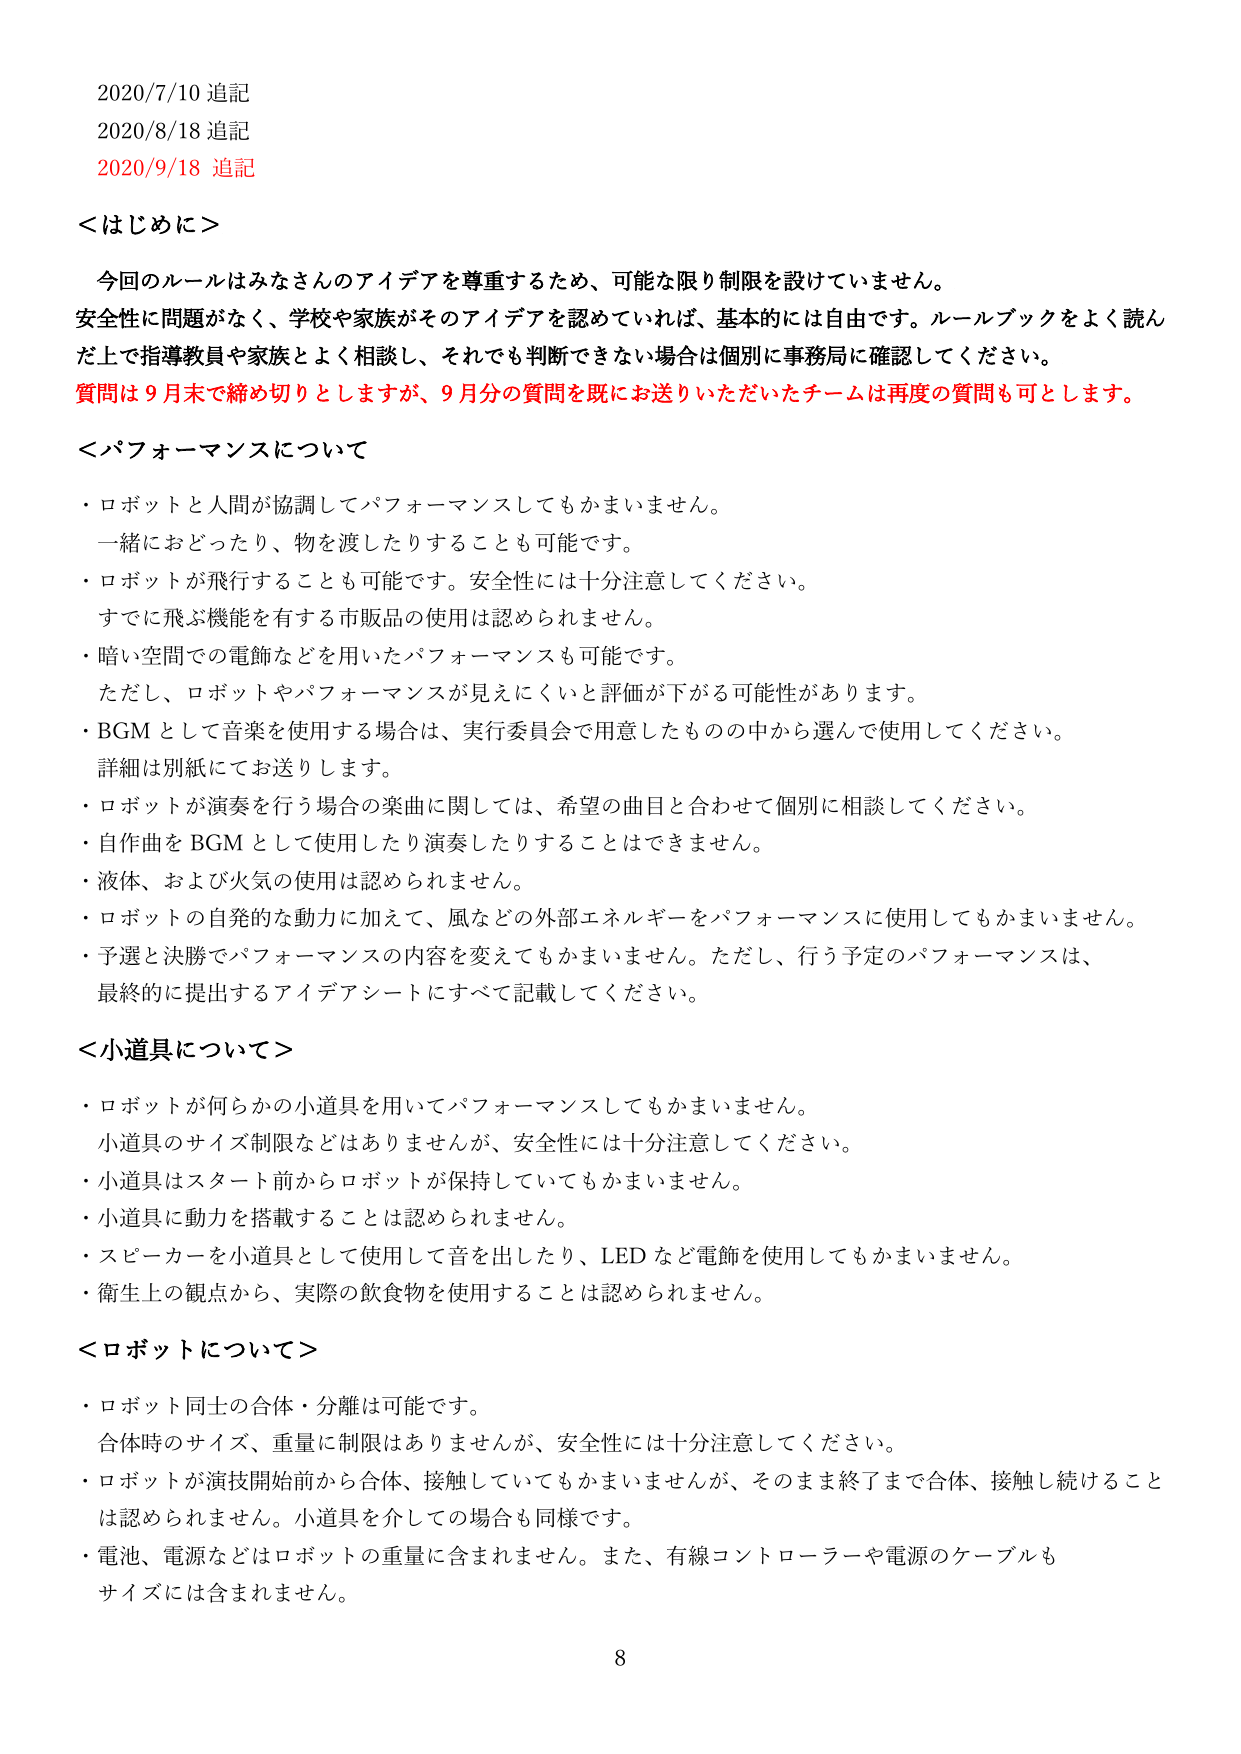 2020/7/10 追記
2020/8/18 追記
2020/9/18 追記
＜はじめに＞
今回のルールはみなさんのアイデアを尊重するため、可能な限り制限を設けていません。
安全性に問題がなく、学校や家族がそのアイデアを認めていれば、基本的には自由です。ルールブックをよく読ん
だ上で指導教員や家族とよく相談し、それでも判断できない場合は個別に事務局に確認してください。
質問は 9 月末で締め切りとしますが、9 月分の質問を既にお送りいただいたチームは再度の質問も可とします。
＜パフォーマンスについて
・ロボットと人間が協調してパフォーマンスしてもかまいません。
一緒におどったり、物を渡したりすることも可能です。
・ロボットが飛行することも可能です。安全性には十分注意してください。
すでに飛ぶ機能を有する市販品の使用は認められません。
・暗い空間での電飾などを用いたパフォーマンスも可能です。
ただし、ロボットやパフォーマンスが見えにくいと評価が下がる可能性があります。
・BGM として音楽を使用する場合は、実行委員会で用意したものの中から選んで使用してください。
詳細は別紙にてお送りします。
・ロボットが演奏を行う場合の楽曲に関しては、希望の曲目と合わせて個別に相談してください。
・自作曲を BGM として使用したり演奏したりすることはできません。
・液体、および火気の使用は認められません。
・ロボットの自発的な動力に加えて、風などの外部エネルギーをパフォーマンスに使用してもかまいません。
・予選と決勝でパフォーマンスの内容を変えてもかまいません。ただし、行う予定のパフォーマンスは、
最終的に提出するアイデアシートにすべて記載してください。
＜小道具について＞
・ロボットが何らかの小道具を用いてパフォーマンスしてもかまいません。
小道具のサイズ制限などはありませんが、安全性には十分注意してください。
・小道具はスタート前からロボットが保持していてもかまいません。
・小道具に動力を搭載することは認められません。
・スピーカーを小道具として使用して音を出したり、LED など電飾を使用してもかまいません。
・衛生上の観点から、実際の飲食物を使用することは認められません。
＜ロボットについて＞
・ロボット同士の合体・分離は可能です。
合体時のサイズ、重量に制限はありませんが、安全性には十分注意してください。
・ロボットが演技開始前から合体、接触していてもかまいませんが、そのまま終了まで合体、接触し続けること
は認められません。小道具を介しての場合も同様です。
・電池、電源などはロボットの重量に含まれません。また、有線コントローラーや電源のケーブルも
サイズには含まれません。
8